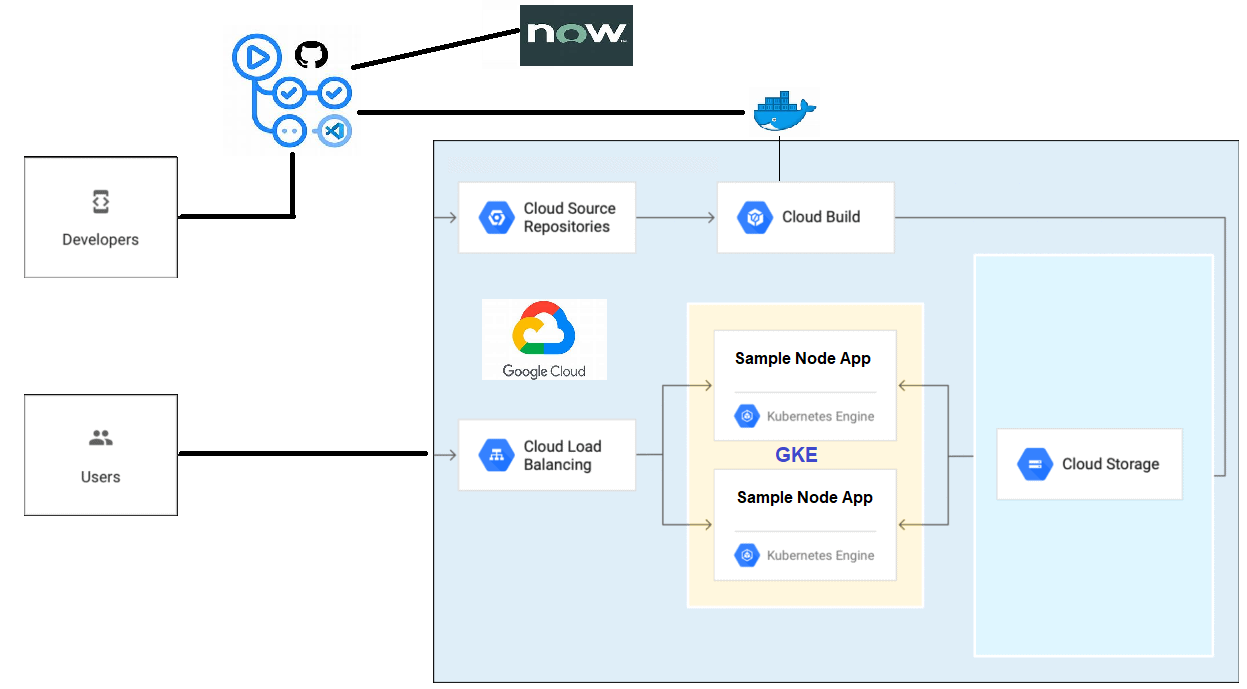 now
Developers
Cloud Source
Repositories
Cloud Build
Google Cloud
Sample Node App
Kubernetes Engine
Users
Cloud Load
Balancing
GKE
Cloud Storage
Sample Node App
Kubernetes Engine